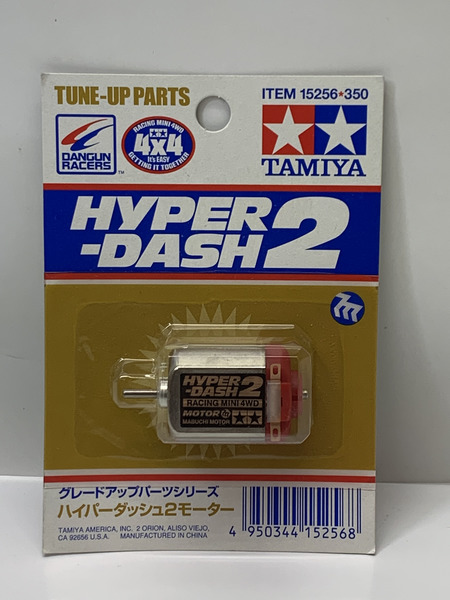 TUNE-UP PARTS
ITEM 15256*350
DANGUN
RACERS
TM
RACING MINI 4WD
4x4
It's EASY
GETTING IT TOGETHER
TAMIYA
HYPER
-DASH 2
HYPER
-DASH 2
RACING MINI 4WD
MOTOR
MABUCHI MOTOR
グレードアップパーツシリーズ
ハイパーダッシュ2モーター
TAMIYA AMERICA, INC. 2 ORION, ALISO VIEJO,
CA 92656 U.S.A. MANUFACTURED IN CHINA
4 950344 152568